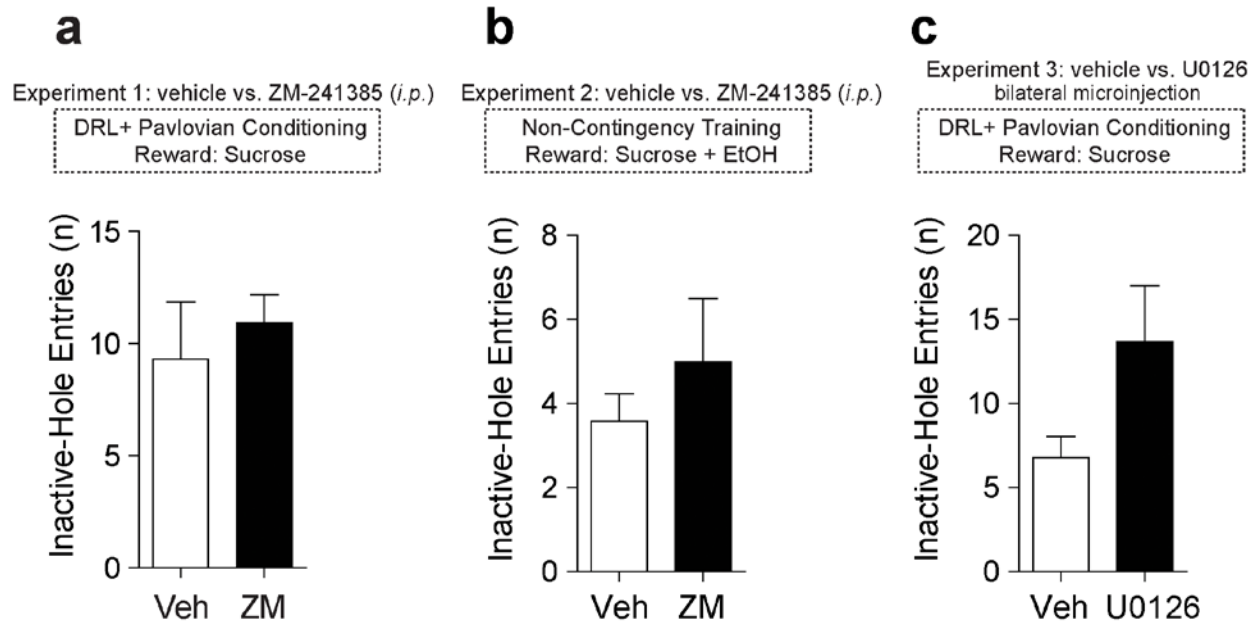 a
Experiment 1: vehicle vs. ZM-241385 (i.p.)
DRL+ Pavlovian Conditioning
Reward: Sucrose
Inactive-Hole Entries (n)
15
10
5
0
Veh
ZM
b
Experiment 2: vehicle vs. ZM-241385 (i.p.)
Non-Contingency Training
Reward: Sucrose + EtOH
Inactive-Hole Entries (n)
8
6
4
2
0
Veh
ZM
c
Experiment 3: vehicle vs. U0126
bilateral microinjection
DRL+ Pavlovian Conditioning
Reward: Sucrose
Inactive-Hole Entries (n)
20
15
10
5
0
Veh
U0126